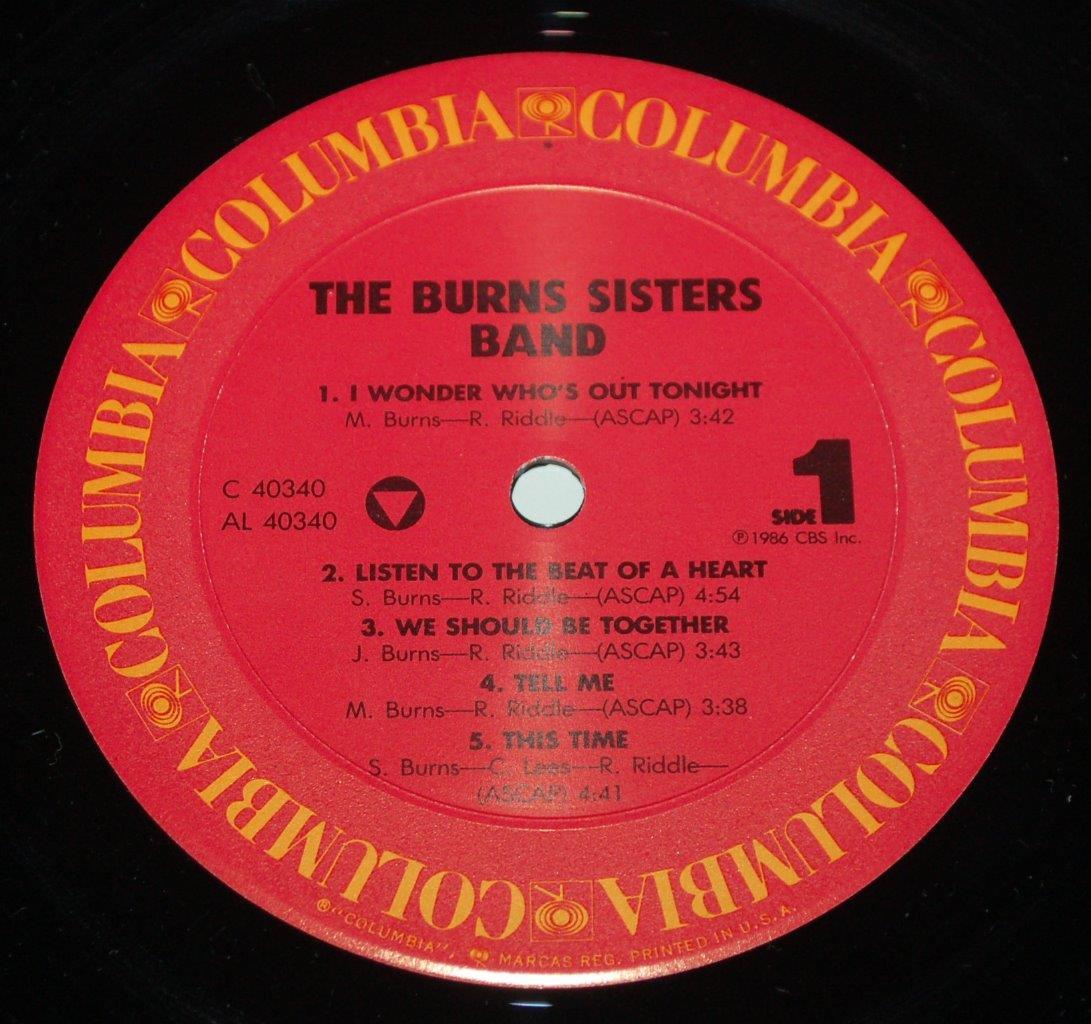 COLUMBIA COLUMBIA COLUMBIA COLUMBIA COLUMBIA COLUMBIA COLUMBIA COLUMBIA
THE BURNS SISTERS
BAND
1. I WONDER WHO'S OUT TONIGHT
M. Burns—R. Riddle—(ASCAP) 3:42
C 40340
AL 40340
SIDE 1
℗ 1986 CBS Inc.
2. LISTEN TO THE BEAT OF A HEART
S. Burns—R. Riddle—(ASCAP) 4:54
3. WE SHOULD BE TOGETHER
J. Burns—R. Riddle—(ASCAP) 3:43
4. TELL ME
M. Burns—R. Riddle—(ASCAP) 3:38
5. THIS TIME
S. Burns—C. Lees—R. Riddle—
(ASCAP) 4:41
®"COLUMBIA", MARCAS REG. PRINTED IN U.S.A.